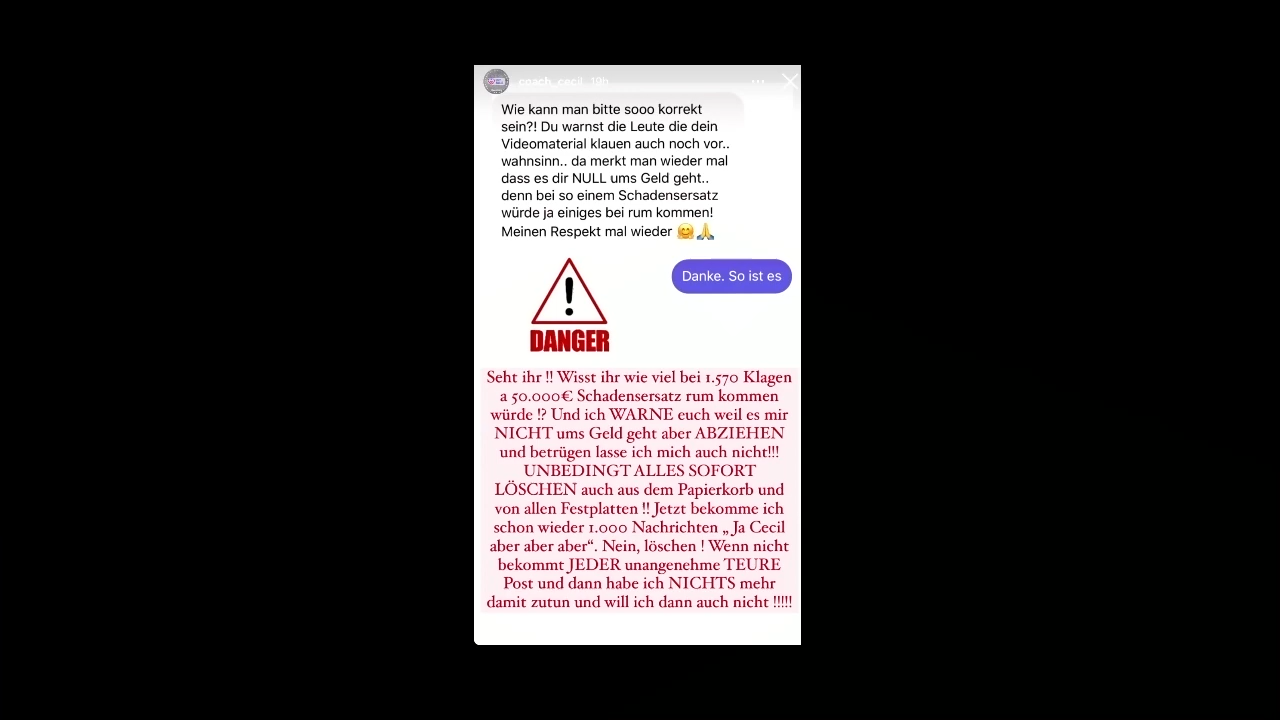 coach_cecil 19h
Wie kann man bitte sooo korrekt
sein?! Du warnst die Leute die dein
Videomaterial klauen auch noch vor..
wahnsinn.. da merkt man wieder mal
dass es dir NULL ums Geld geht..
denn bei so einem Schadensersatz
würde ja einiges bei rum kommen!
Meinen Respekt mal wieder 🤗🙏
Danke. So ist es
DANGER
Seht ihr !! Wisst ihr wie viel bei 1.570 Klagen
a 50.000€ Schadensersatz rum kommen
würde !? Und ich WARNE euch weil es mir
NICHT ums Geld geht aber ABZIEHEN
und betrügen lasse ich mich auch nicht!!!
UNBEDINGT ALLES SOFORT
LÖSCHEN auch aus dem Papierkorb und
von allen Festplatten !! Jetzt bekomme ich
schon wieder 1.000 Nachrichten „ Ja Cecil
aber aber aber“. Nein, löschen ! Wenn nicht
bekommt JEDER unangenehme TEURE
Post und dann habe ich NICHTS mehr
damit zutun und will ich dann auch nicht !!!!!